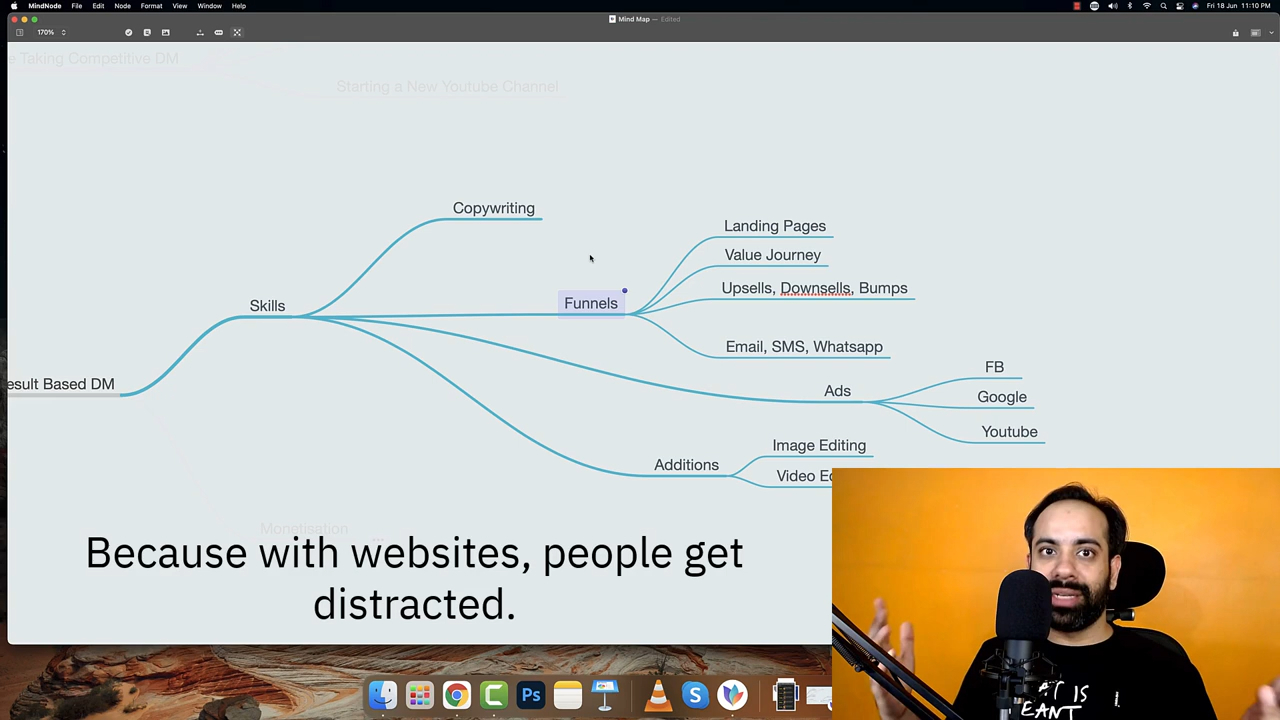 MindNode File Edit Node Format View Window Help
Fri 18 Jun 11:10 PM
Mind Map — Edited
170%
e Taking Competitive DM
Starting a New Youtube Channel
Copywriting
Landing Pages
Value Journey
Upsells, Downsells, Bumps
Funnels
Skills
Email, SMS, Whatsapp
FB
esult Based DM
Ads
Google
Youtube
Image Editing
Additions
Video
Monetisation
Because with websites, people get
distracted.
Ps
IS